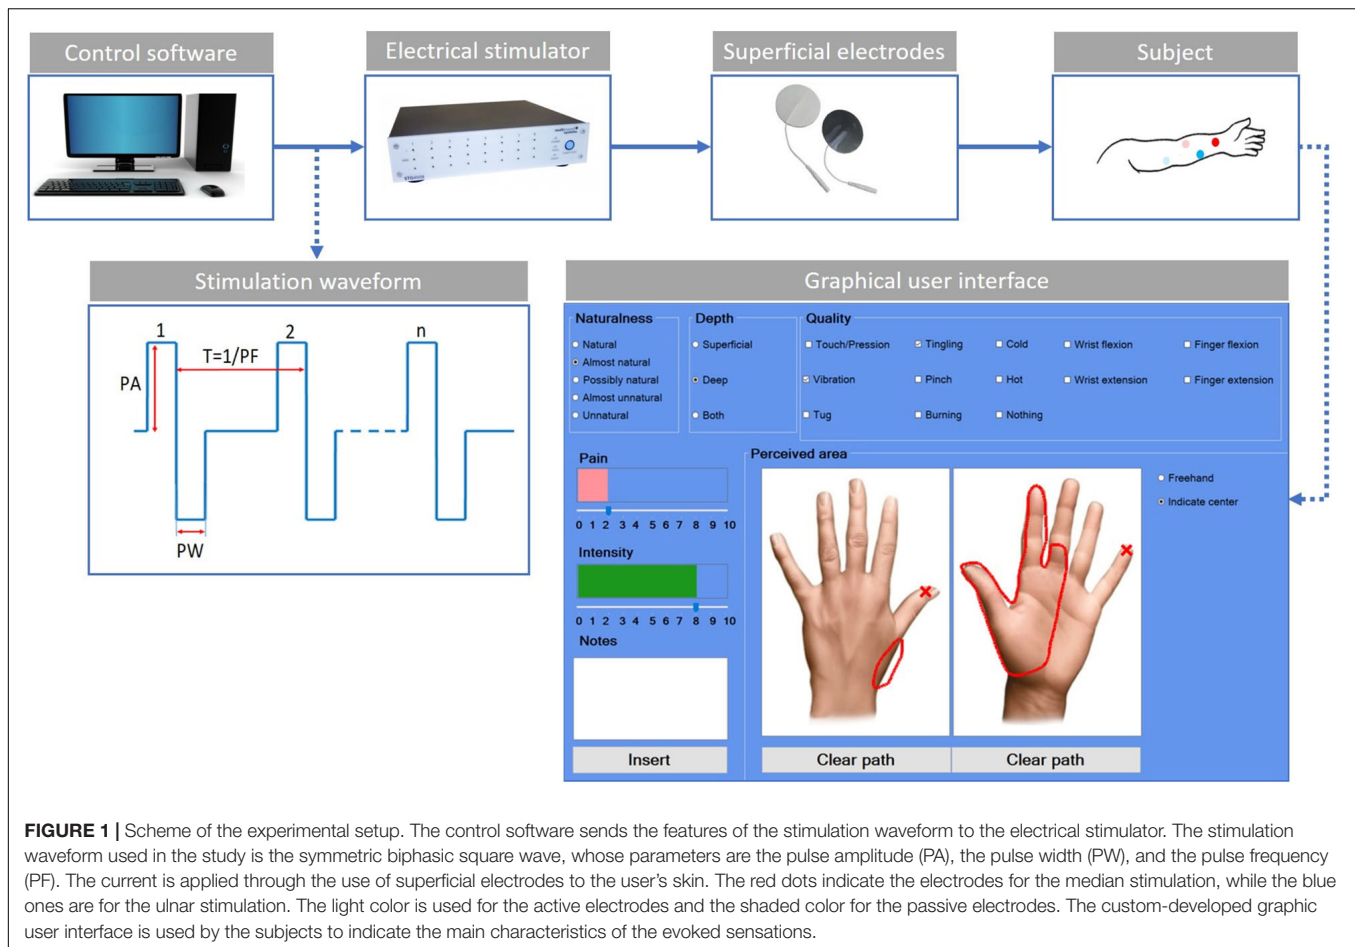 Control software
Electrical stimulator
Superficial electrodes
Subject
Stimulation waveform
1
2
n
T=1/PF
PA
PW
Graphical user interface
Naturalness
Natural
Almost natural
Possibly natural
Almost unnatural
Unnatural
Depth
Superficial
Deep
Both
Quality
Touch/Pression
Tingling
Cold
Wrist flexion
Finger flexion
Vibration
Pinch
Hot
Wrist extension
Finger extension
Tug
Burning
Nothing
Pain
0 1 2 3 4 5 6 7 8 9 10
Intensity
0 1 2 3 4 5 6 7 8 9 10
Notes
Insert
Perceived area
Freehand
Indicate center
Clear path
Clear path
FIGURE 1 | Scheme of the experimental setup. The control software sends the features of the stimulation waveform to the electrical stimulator. The stimulation
waveform used in the study is the symmetric biphasic square wave, whose parameters are the pulse amplitude (PA), the pulse width (PW), and the pulse frequency
(PF). The current is applied through the use of superficial electrodes to the user's skin. The red dots indicate the electrodes for the median stimulation, while the blue
ones are for the ulnar stimulation. The light color is used for the active electrodes and the shaded color for the passive electrodes. The custom-developed graphic
user interface is used by the subjects to indicate the main characteristics of the evoked sensations.